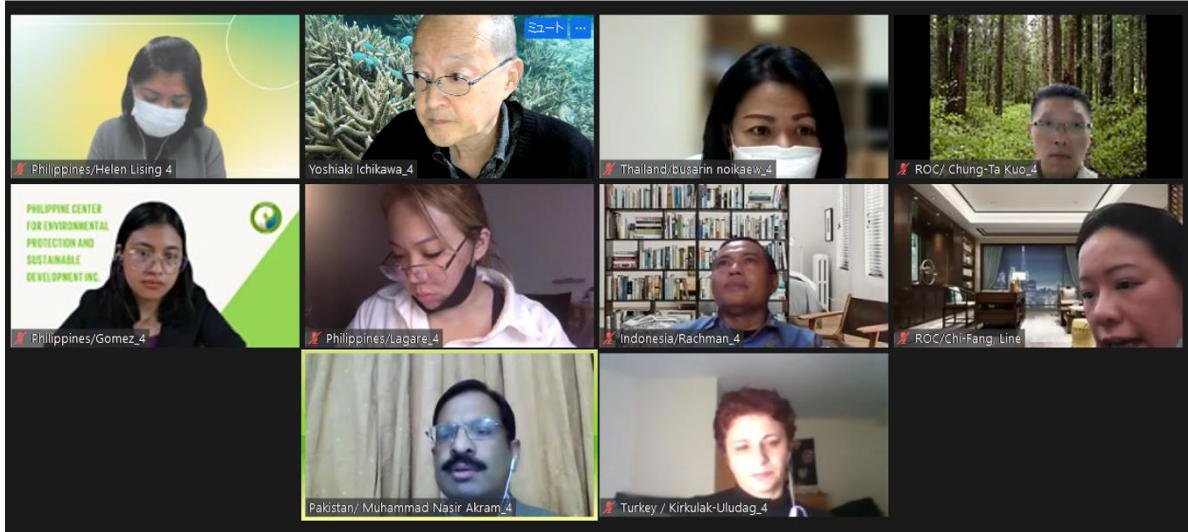 ミュート ...
Philippines/Helen Lising 4
Yoshiaki Ichikawa_4
Thailand/busarin noikaew_4
ROC/ Chung-Ta Kuo_4
PHILIPPINE CENTER
FOR ENVIRONMENTAL
PROTECTION AND
SUSTAINABLE
DEVELOPMENT INC.
Philippines/Gomez_4
Philippines/Lagare_4
Indonesia/Rachman_4
ROC/Chi-Fang, Line
Pakistan/ Muhammad Nasir Akram_4
Turkey / Kirkulak-Uludag_4